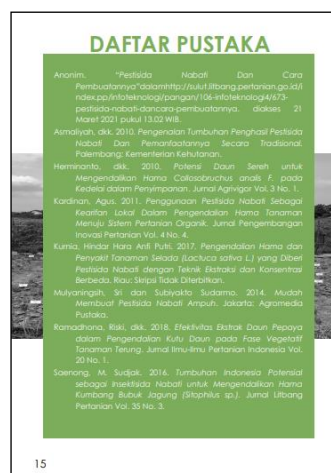 DAFTAR PUSTAKA
Anonim. "Pestisida Nabati Dan Cara
Pembuatannya"dalamhttp://sulut.litbang.pertanian.go.id/i
ndex.pp/infoteknologi/pangan/106-infoteknologi4/673-
pestisida-nabati-dancara-pembuatannya. diakses 21
Maret 2021 pukul 13.02 WIB.
Asmaliyah, dkk. 2010. Pengenalan Tumbuhan Penghasil Pestisida
Nabati Dan Pemanfaatannya Secara Tradisional.
Palembang: Kementerian Kehutanan.
Herminanto, dkk. 2010. Potensi Daun Sereh untuk
Mengendalikan Hama Collosobruchus analis F. pada
Kedelai dalam Penyimpanan. Jurnal Agrivigor Vol. 3 No. 1.
Kardinan, Agus. 2011. Penggunaan Pestisida Nabati Sebagai
Kearifan Lokal Dalam Pengendalian Hama Tanaman
Menuju Sistem Pertanian Organik. Jurnal Pengembangan
Inovasi Pertanian Vol. 4 No. 4.
Kurnia, Hindar Hara Anfi Putri. 2017. Pengendalian Hama dan
Penyakit Tanaman Selada (Lactuca sativa L.) yang Diberi
Pestisida Nabati dengan Teknik Ekstraksi dan Konsentrasi
Berbeda. Riau: Skripsi Tidak Diterbitkan.
Mulyaningsih, Sri dan Subiyakto Sudarmo. 2014. Mudah
Membuat Pestisida Nabati Ampuh. Jakarta: Agromedia
Pustaka.
Ramadhona, Riski, dkk. 2018. Efektivitas Ekstrak Daun Pepaya
dalam Pengendalian Kutu Daun pada Fase Vegetatif
Tanaman Terung. Jurnal Ilmu-Ilmu Pertanian Indonesia Vol.
20 No. 1.
Saenong, M. Sudjak. 2016. Tumbuhan Indonesia Potensial
sebagai Insektisida Nabati untuk Mengendalikan Hama
Kumbang Bubuk Jagung (Sitophilus sp.). Jurnal Litbang
Pertanian Vol. 35 No. 3.
15